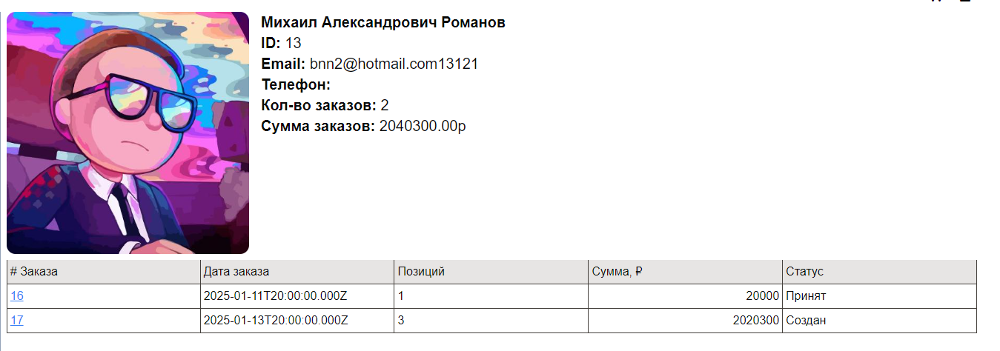 Михаил Александрович Романов
ID: 13
Email: bnn2@hotmail.com13121
Телефон:
Кол-во заказов: 2
Сумма заказов: 2040300.00р
# Заказа Дата заказа Позиций Сумма, ₽ Статус
16 2025-01-11T20:00:00.000Z 1 20000 Принят
17 2025-01-13T20:00:00.000Z 3 2020300 Создан